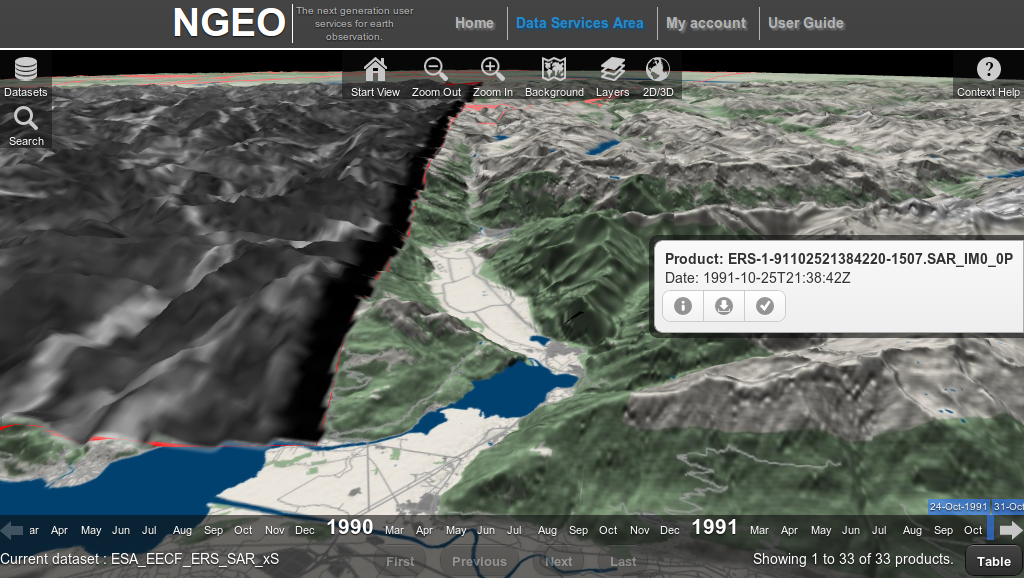 NGEO
The next generation user
services for earth
observation.
Home
Data Services Area
My account
User Guide
Datasets
Search
Start View
Zoom Out
Zoom In
Background
Layers
2D/3D
Context Help
Product: ERS-1-91102521384220-1507.SAR_IM0_0P
Date: 1991-10-25T21:38:42Z
24-Oct-1991 31-Oct
ar Apr May Jun Jul Aug Sep Oct Nov Dec 1990 Mar Apr May Jun Jul Aug Sep Oct Nov Dec 1991 Mar Apr May Jun Jul Aug Sep Oct
Current dataset : ESA_EECF_ERS_SAR_xS
First Previous Next Last
Showing 1 to 33 of 33 products.
Table